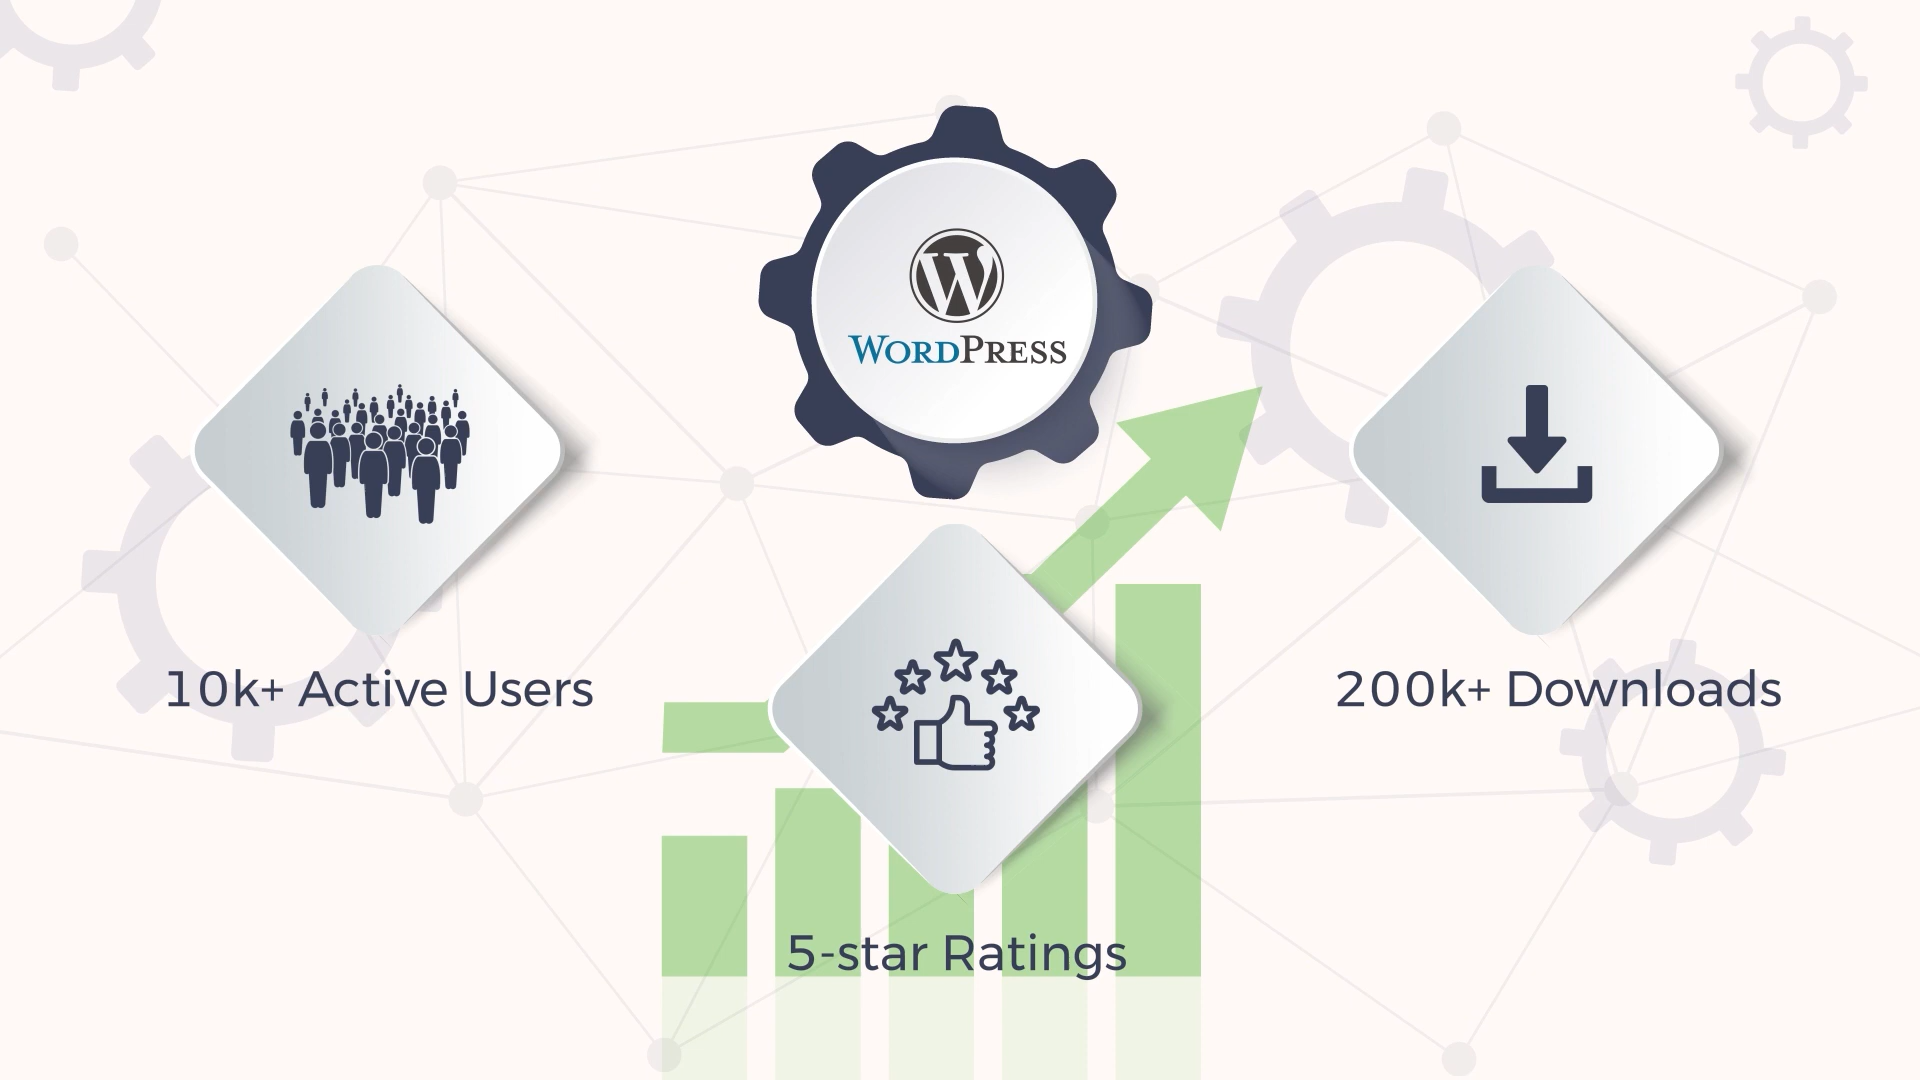 WORDPRESS
10k+ Active Users
200k+ Downloads
5-star Ratings